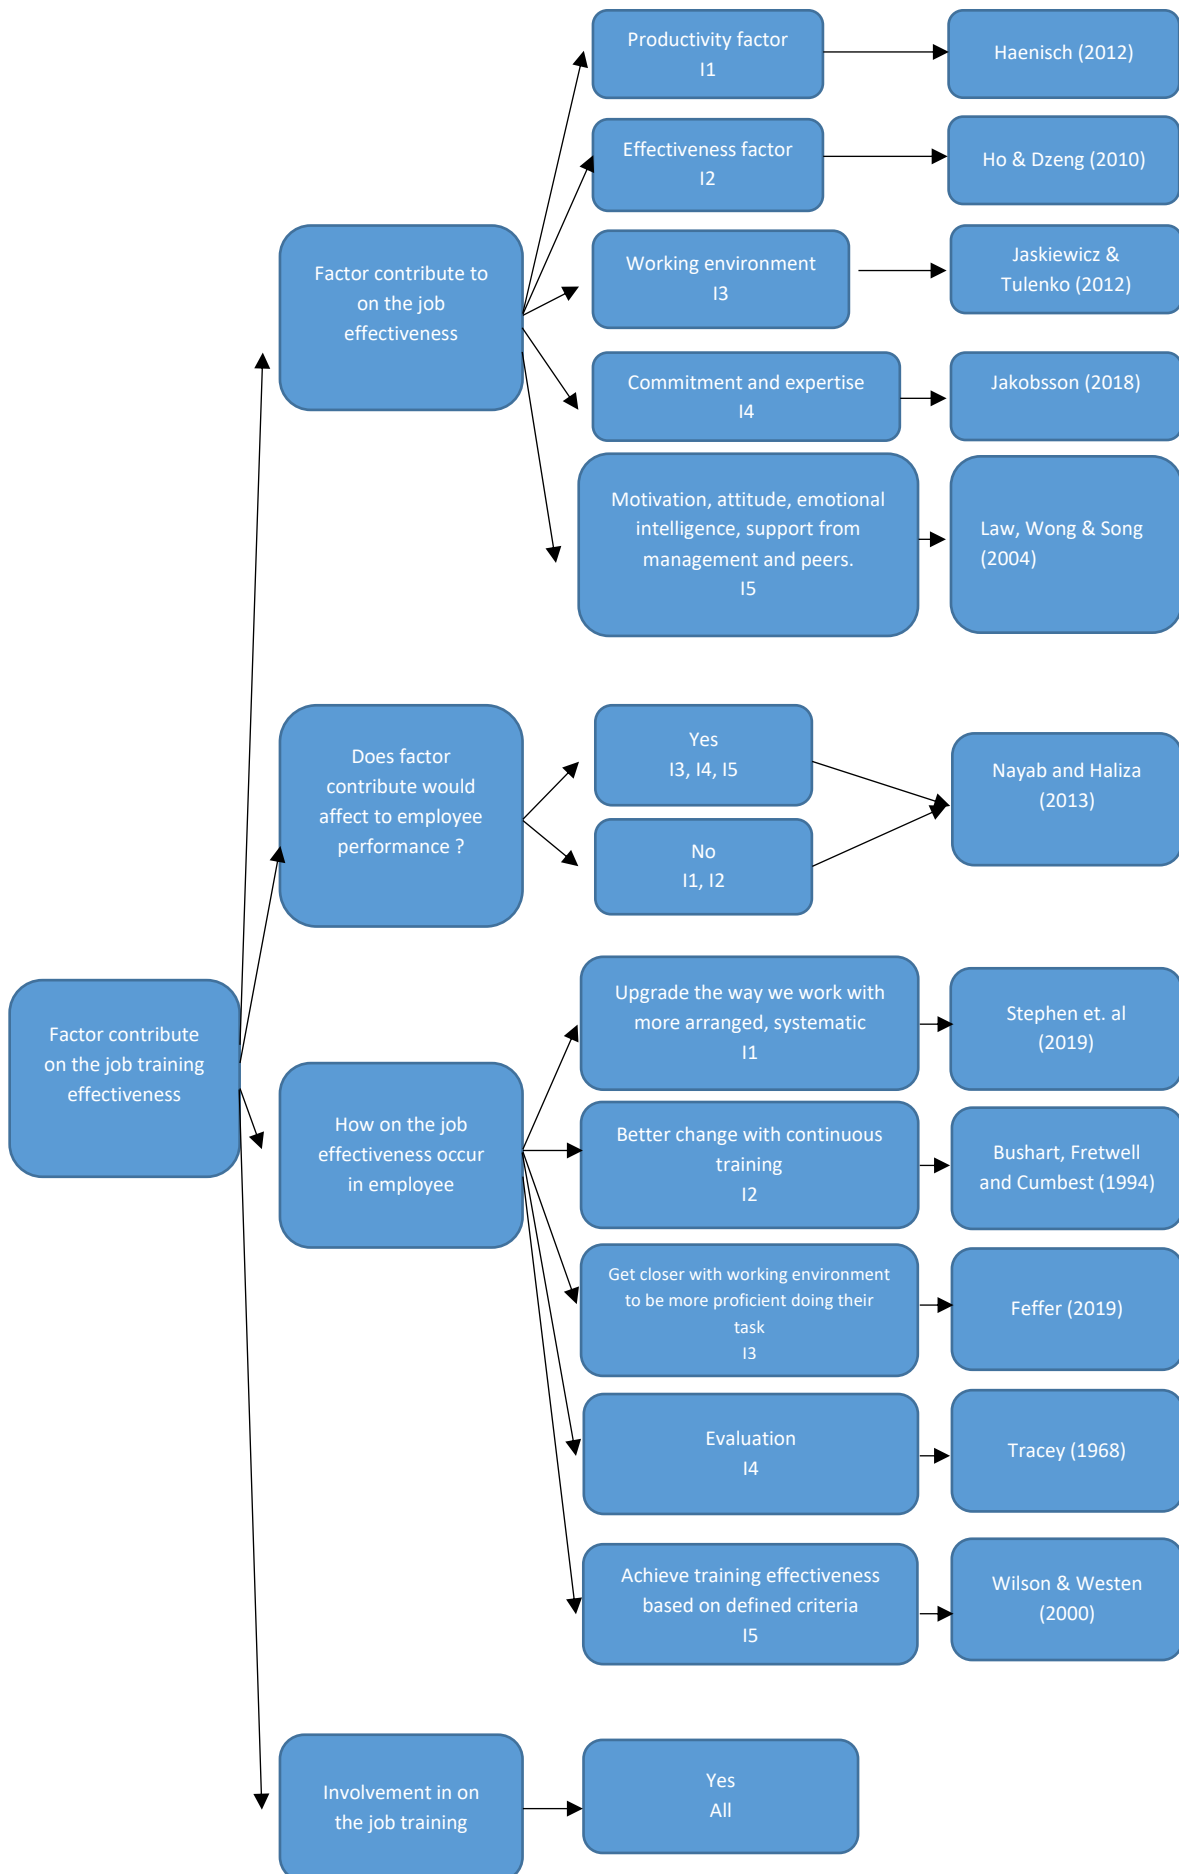 Productivity factor
I1
Haenisch (2012)
Effectiveness factor
I2
Ho & Dzeng (2010)
Factor contribute to
on the job
effectiveness
Working environment
I3
Jaskiewicz &
Tulenko (2012)
Commitment and expertise
I4
Jakobsson (2018)
Motivation, attitude, emotional
intelligence, support from
management and peers.
I5
Law, Wong & Song
(2004)
Does factor
contribute would
affect to employee
performance ?
Yes
I3, I4, I5
No
I1, I2
Nayab and Haliza
(2013)
Factor contribute
on the job training
effectiveness
How on the job
effectiveness occur
in employee
Upgrade the way we work with
more arranged, systematic
I1
Stephen et. al
(2019)
Better change with continuous
training
I2
Bushart, Fretwell
and Cumbest (1994)
Get closer with working environment
to be more proficient doing their
task
I3
Feffer (2019)
Evaluation
I4
Tracey (1968)
Achieve training effectiveness
based on defined criteria
I5
Wilson & Westen
(2000)
Involvement in on
the job training
Yes
All